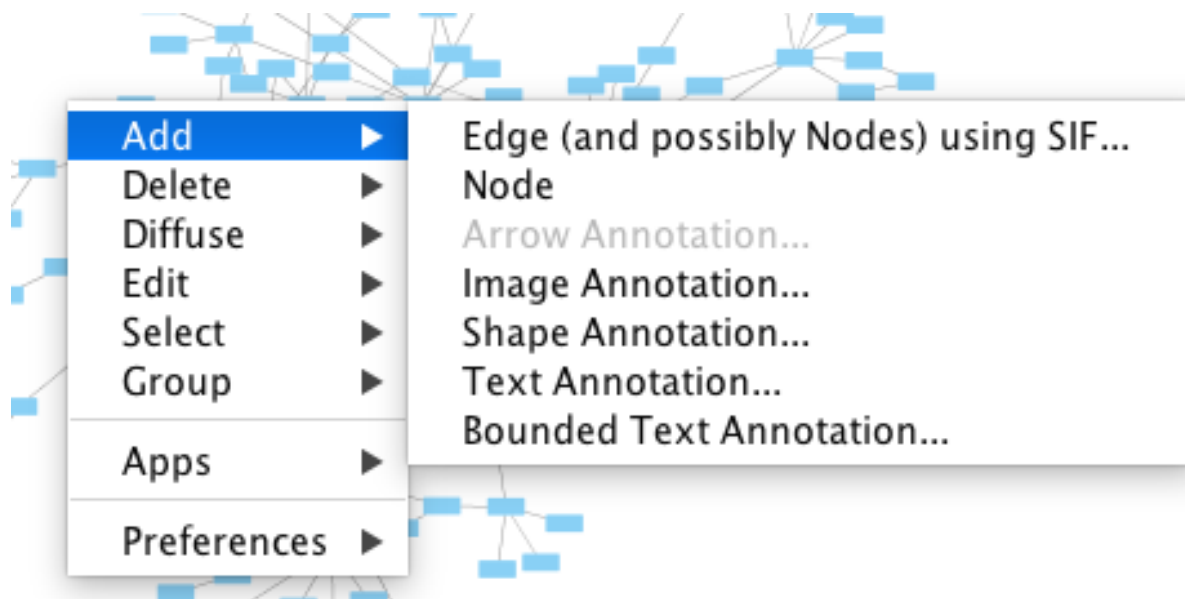 Add
Delete
Diffuse
Edit
Select
Group
Apps
Preferences
Edge (and possibly Nodes) using SIF...
Node
Arrow Annotation...
Image Annotation...
Shape Annotation...
Text Annotation...
Bounded Text Annotation...